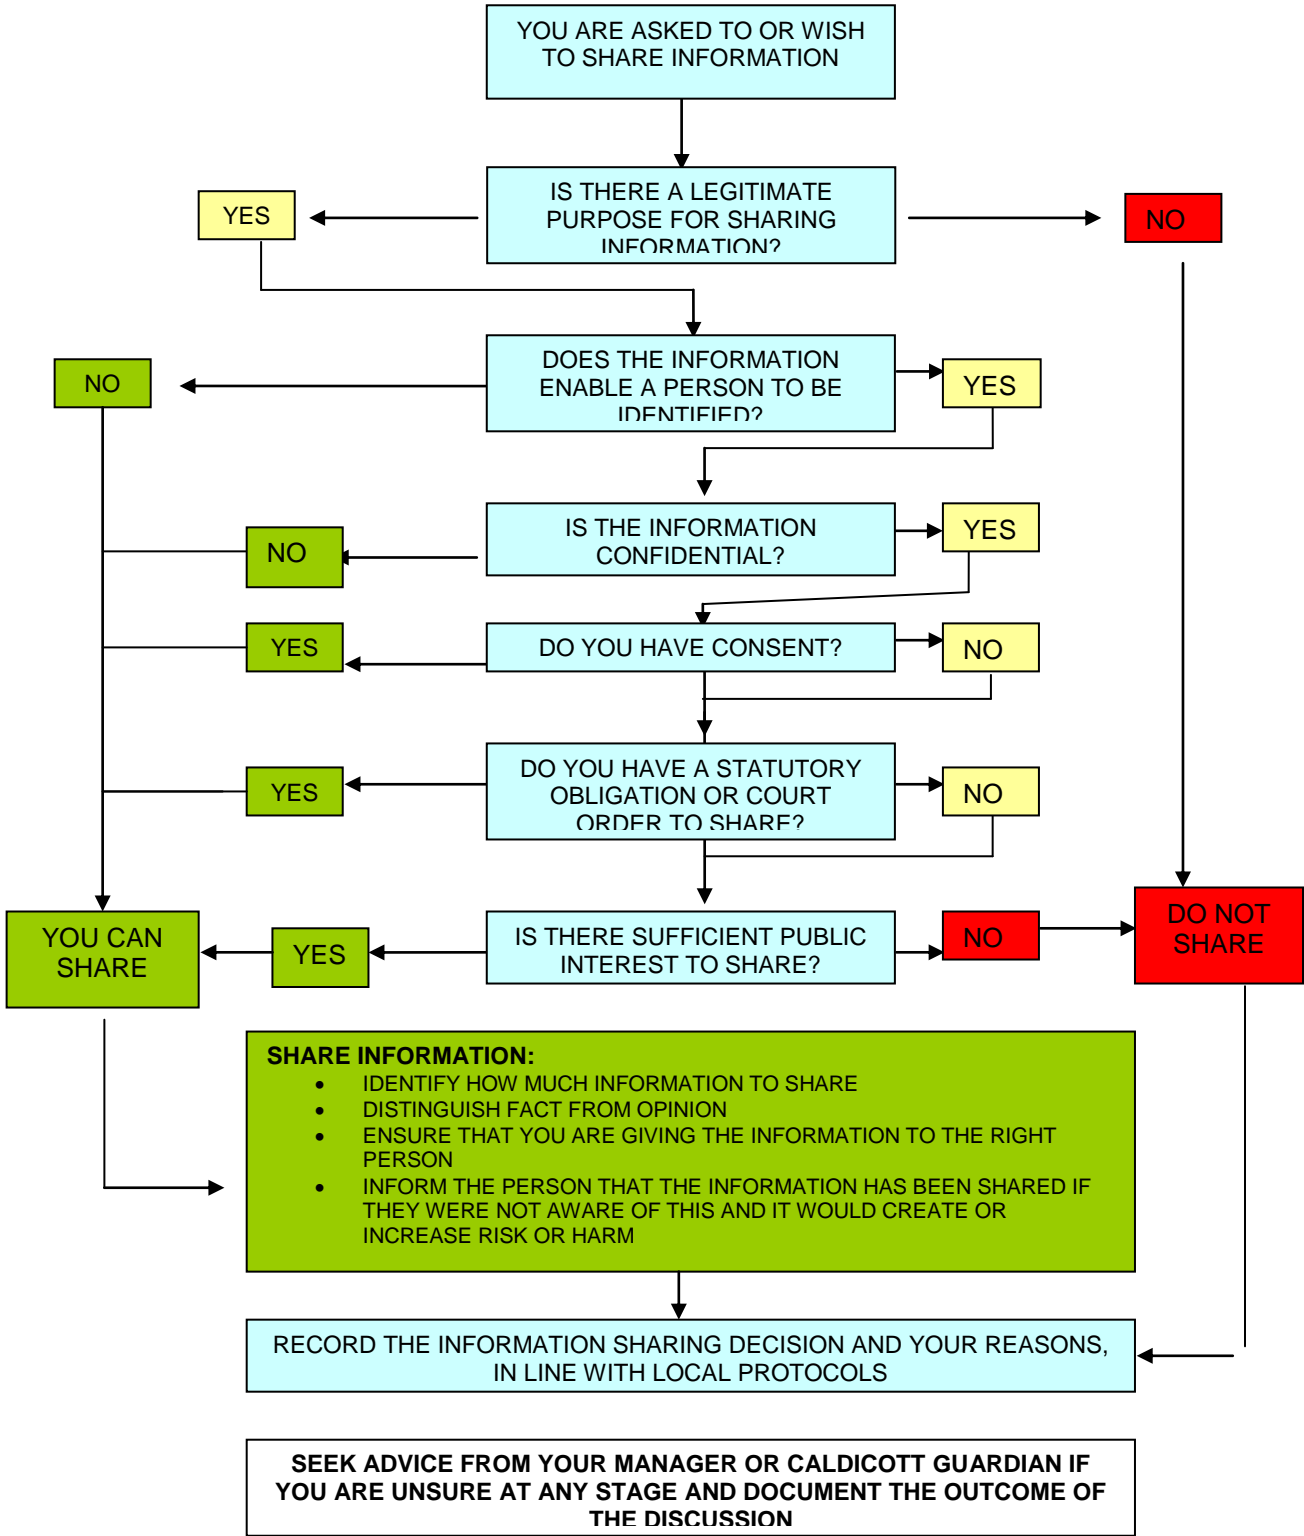 YOU ARE ASKED TO OR WISH
TO SHARE INFORMATION
IS THERE A LEGITIMATE
PURPOSE FOR SHARING
INFORMATION?
YES
NO
DOES THE INFORMATION
ENABLE A PERSON TO BE
IDENTIFIED?
NO
YES
IS THE INFORMATION
CONFIDENTIAL?
NO
YES
DO YOU HAVE CONSENT?
YES
NO
DO YOU HAVE A STATUTORY
OBLIGATION OR COURT
ORDER TO SHARE?
YES
NO
YOU CAN
SHARE
YES
IS THERE SUFFICIENT PUBLIC
INTEREST TO SHARE?
NO
DO NOT
SHARE
SHARE INFORMATION:
• IDENTIFY HOW MUCH INFORMATION TO SHARE
• DISTINGUISH FACT FROM OPINION
• ENSURE THAT YOU ARE GIVING THE INFORMATION TO THE RIGHT
PERSON
• INFORM THE PERSON THAT THE INFORMATION HAS BEEN SHARED IF
THEY WERE NOT AWARE OF THIS AND IT WOULD CREATE OR
INCREASE RISK OR HARM
RECORD THE INFORMATION SHARING DECISION AND YOUR REASONS,
IN LINE WITH LOCAL PROTOCOLS
SEEK ADVICE FROM YOUR MANAGER OR CALDICOTT GUARDIAN IF
YOU ARE UNSURE AT ANY STAGE AND DOCUMENT THE OUTCOME OF
THE DISCUSSION